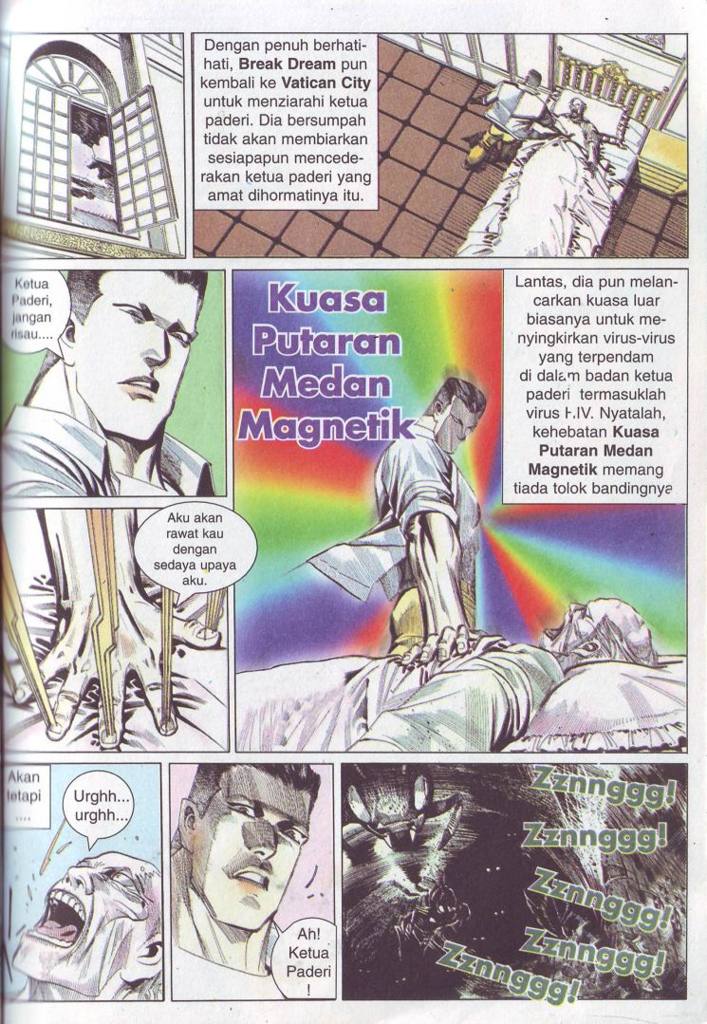 Dengan penuh berhati-
hati, Break Dream pun
kembali ke Vatican City
untuk menziarahi ketua
paderi. Dia bersumpah
tidak akan membiarkan
sesiapapun mencede-
rakan ketua paderi yang
amat dihormatinya itu.
Ketua
Paderi,
jangan
risau....
Kuasa
Putaran
Medan
Magnetik
Lantas, dia pun melan-
carkan kuasa luar
biasanya untuk me-
nyingkirkan virus-virus
yang terpendam
di dalam badan ketua
paderi termasuklah
virus H.IV. Nyatalah,
kehebatan Kuasa
Putaran Medan
Magnetik memang
tiada tolok bandingnya
Aku akan
rawat kau
dengan
sedaya upaya
aku.
Akan
tetapi
....
Urghh...
urghh...
Ah!
Ketua
Paderi
!
Zznnggg!
Zznnggg!
Zznnggg!
Zznnggg!
Zznnggg!